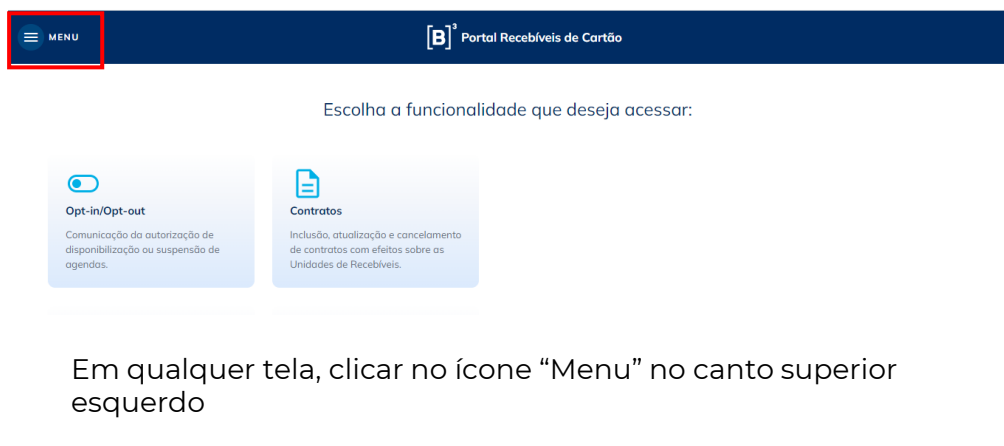 MENU
[B]³ Portal Recebíveis de Cartão
Escolha a funcionalidade que deseja acessar:
Opt-in/Opt-out
Comunicação da autorização de
disponibilização ou suspensão de
agendas.
Contratos
Inclusão, atualização e cancelamento
de contratos com efeitos sobre as
Unidades de Recebíveis.
Em qualquer tela, clicar no ícone “Menu” no canto superior
esquerdo